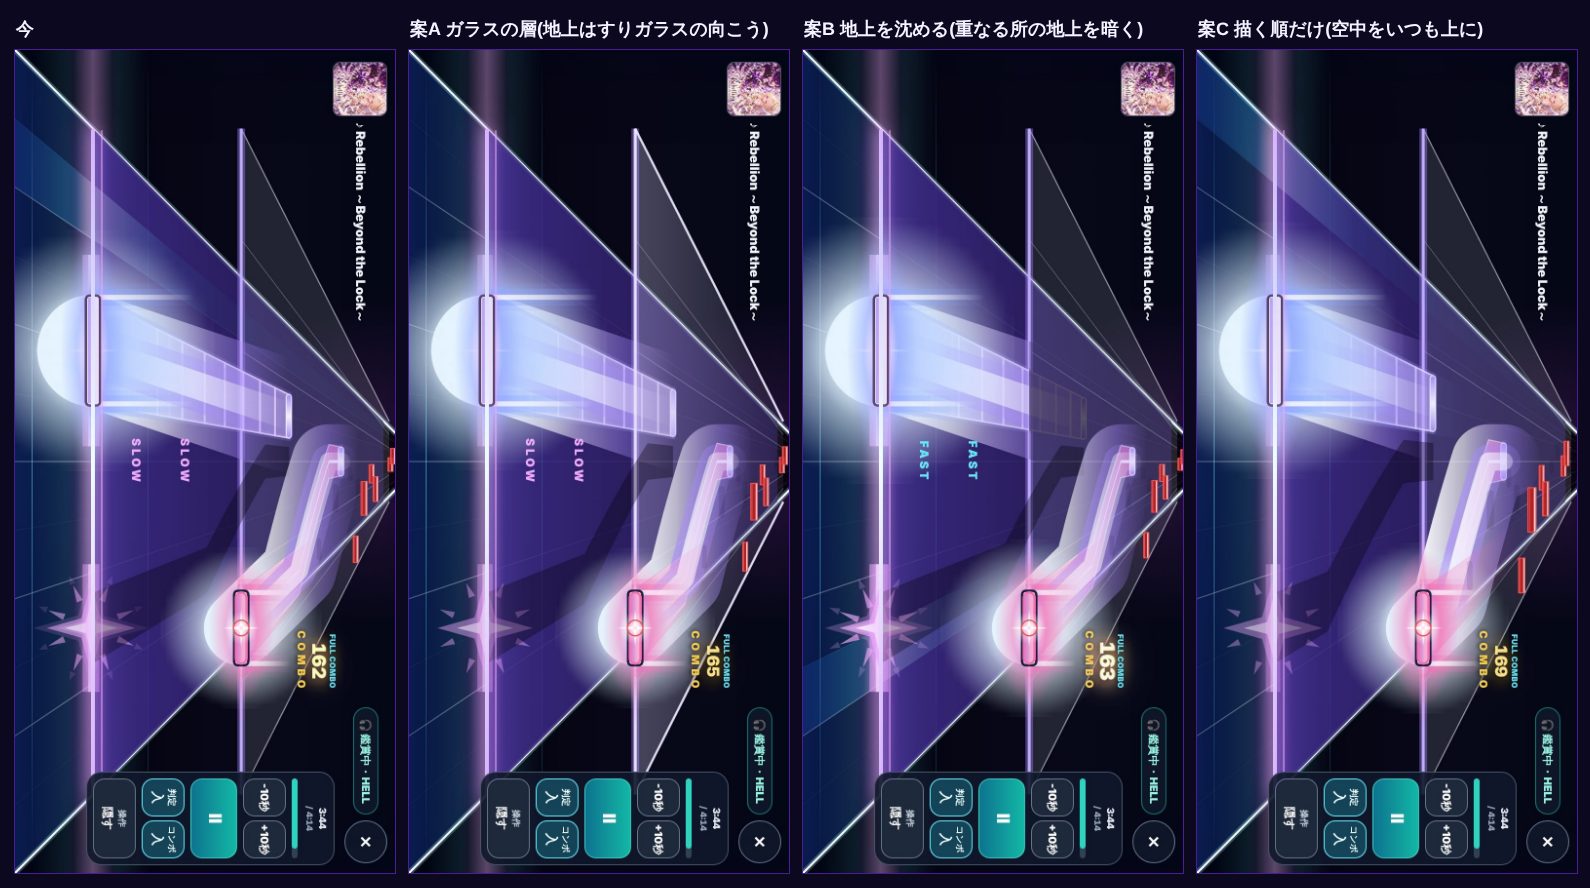 今
♪ Rebellion ～Beyond the Lock～
SLOW
SLOW
FULL COMBO
162
COMBO
🎧 鑑賞中・HELL
3:44
/ 4:14
-10秒
+10秒
⏸
判定
入
コンボ
入
操作
隠す
×
案A ガラスの層(地上はすりガラスの向こう)
♪ Rebellion ～Beyond the Lock～
SLOW
SLOW
FULL COMBO
165
COMBO
🎧 鑑賞中・HELL
3:44
/ 4:14
-10秒
+10秒
⏸
判定
入
コンボ
入
操作
隠す
×
案B 地上を沈める(重なる所の地上を暗く)
♪ Rebellion ～Beyond the Lock～
FAST
FAST
FULL COMBO
163
COMBO
🎧 鑑賞中・HELL
3:44
/ 4:14
-10秒
+10秒
⏸
判定
入
コンボ
入
操作
隠す
×
案C 描く順だけ(空中をいつも上に)
♪ Rebellion ～Beyond the Lock～
FULL COMBO
169
COMBO
🎧 鑑賞中・HELL
3:44
/ 4:14
-10秒
+10秒
⏸
判定
入
コンボ
入
操作
隠す
×